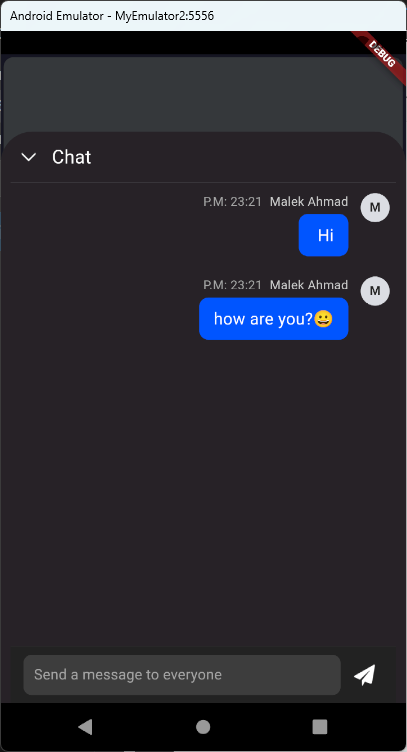 Android Emulator - MyEmulator2:5556
DEBUG
Chat
P.M: 23:21 Malek Ahmad
M
Hi
P.M: 23:21 Malek Ahmad
M
how are you?😀
Send a message to everyone